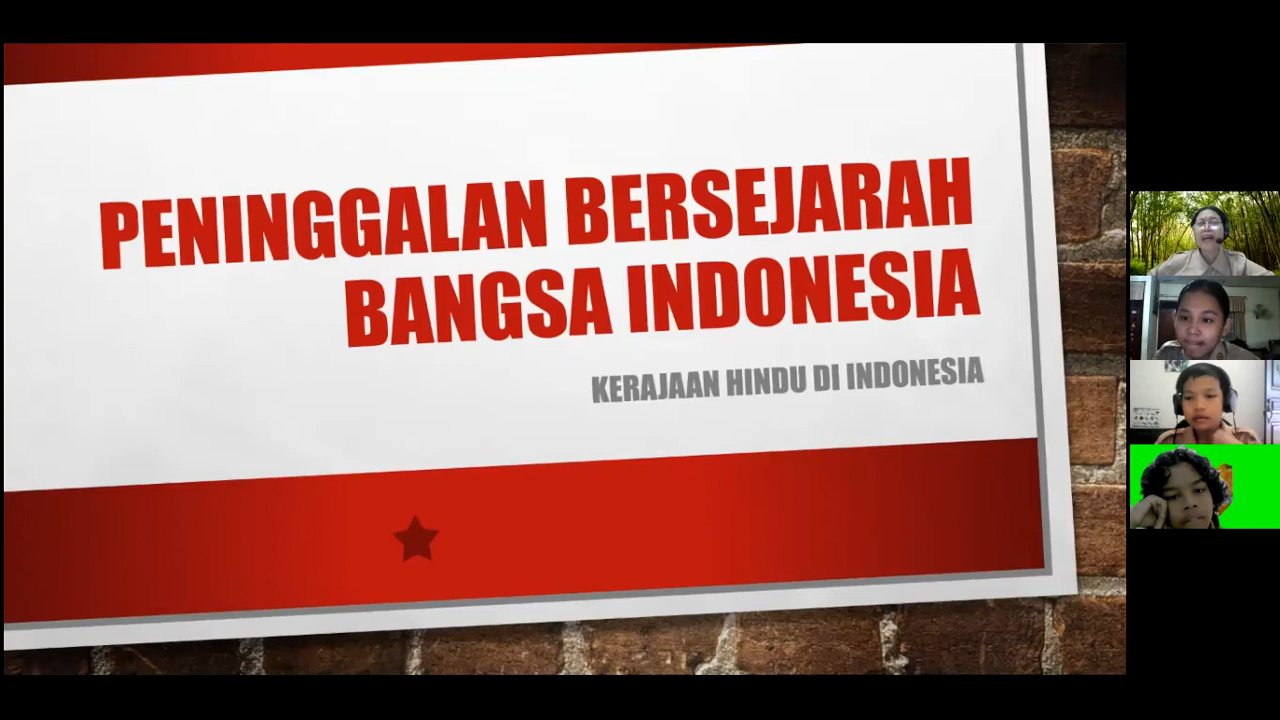 PENINGGALAN BERSEJARAH
BANGSA INDONESIA
KERAJAAN HINDU DI INDONESIA